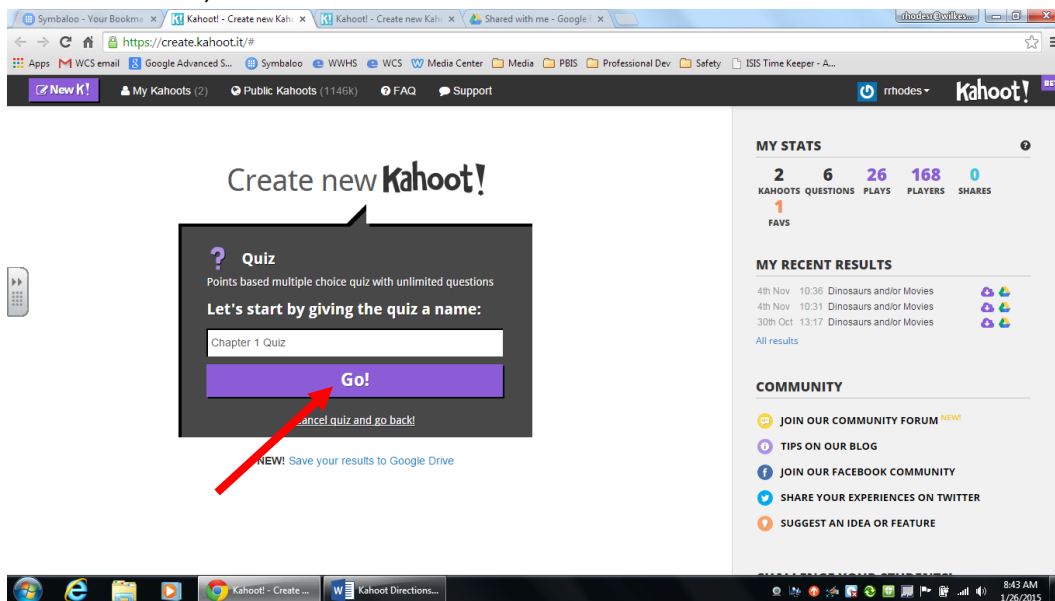 Symbaloo - Your Bookma
Kahoot! - Create new Kah
Kahoot! - Create new Kah
Shared with me - Google
https://create.kahoot.it/#
Apps WCS email Google Advanced S... Symbaloo WWHS WCS Media Center Media PBIS Professional Dev Safety ISIS Time Keeper - A...
New K! My Kahoots (2) Public Kahoots (1146k) FAQ Support rrhodes Kahoot!
Create new Kahoot!
? Quiz
Points based multiple choice quiz with unlimited questions
Let's start by giving the quiz a name:
Chapter 1 Quiz
Go!
ancel quiz and go back!
NEW! Save your results to Google Drive
MY STATS
2 6 26 168 0
KAHOOTS QUESTIONS PLAYS PLAYERS SHARES
1
FAVS
MY RECENT RESULTS
4th Nov 10:36 Dinosaurs and/or Movies
4th Nov 10:31 Dinosaurs and/or Movies
30th Oct 13:17 Dinosaurs and/or Movies
All results
COMMUNITY
JOIN OUR COMMUNITY FORUM NEW!
TIPS ON OUR BLOG
JOIN OUR FACEBOOK COMMUNITY
SHARE YOUR EXPERIENCES ON TWITTER
SUGGEST AN IDEA OR FEATURE
Kahoot! - Create ...
Kahoot Directions...
8:43 AM
1/26/2015